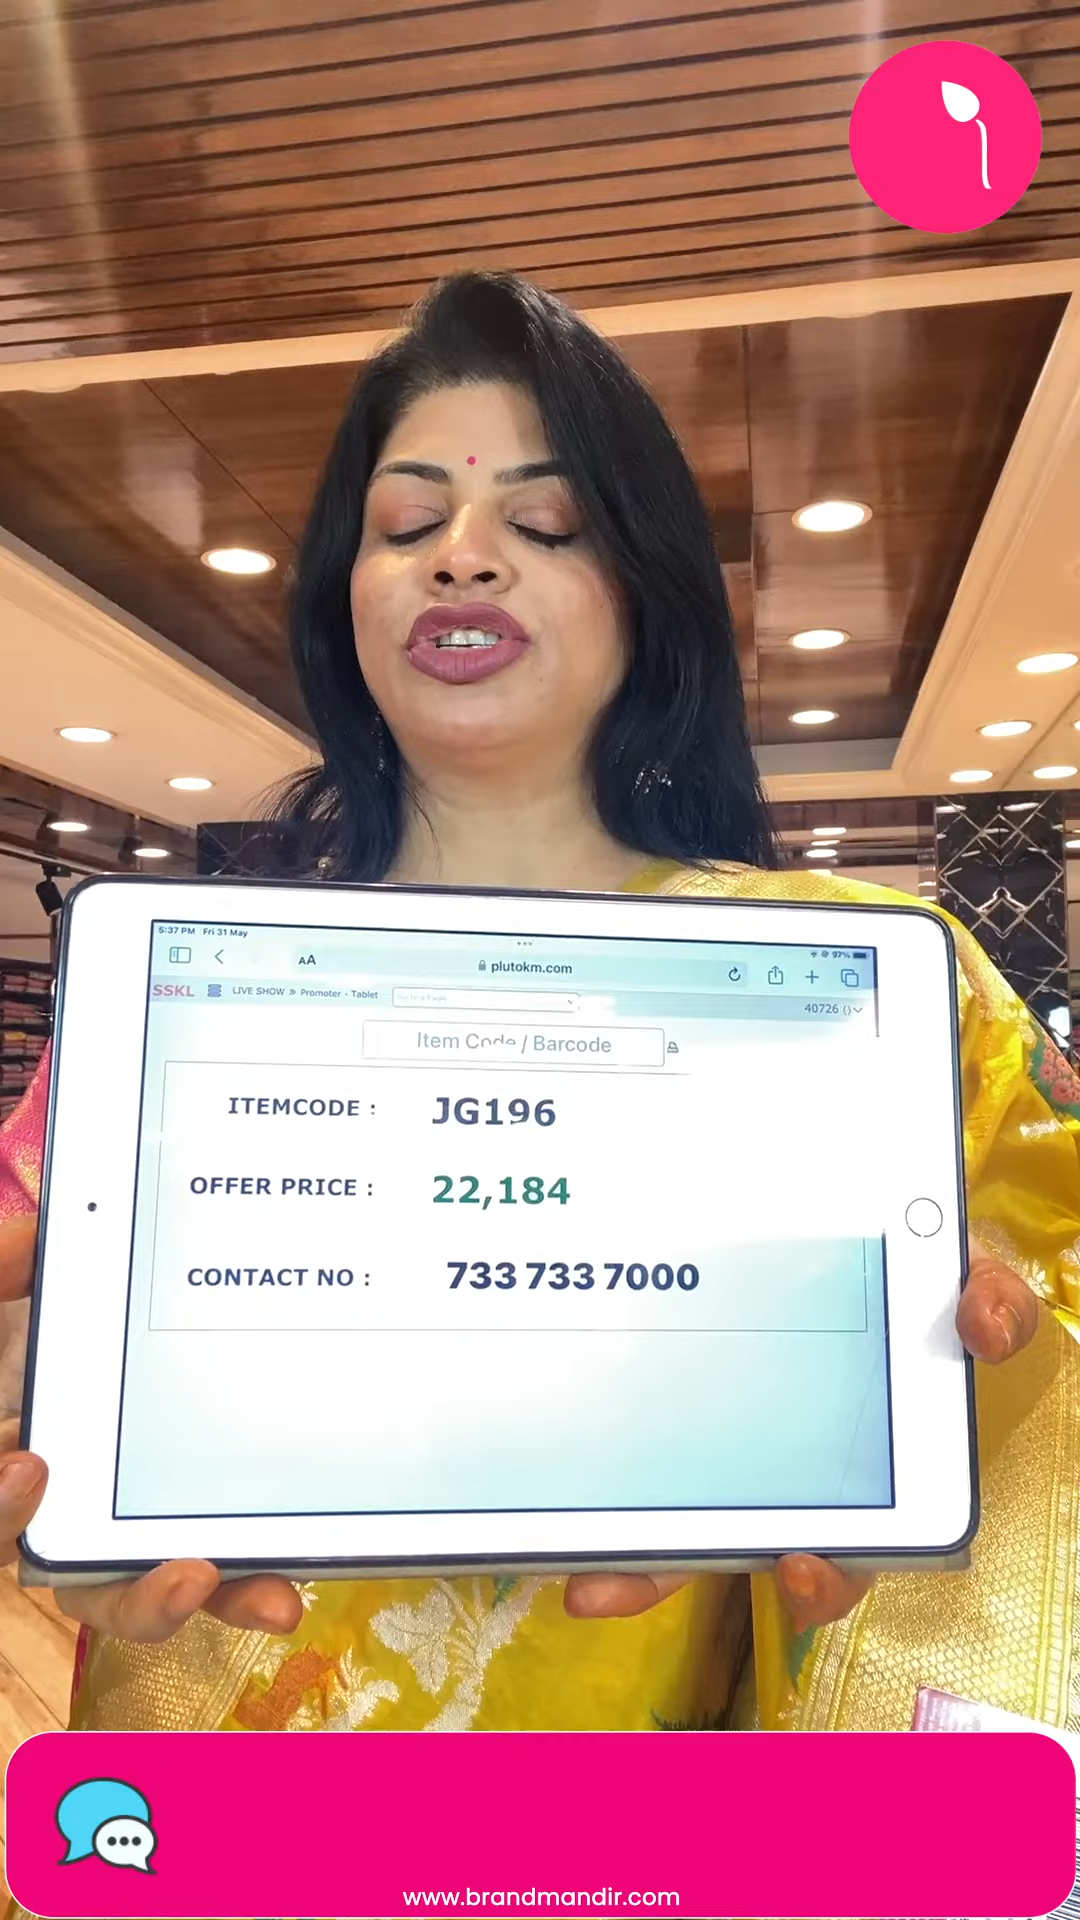 5:37 PM Fri 31 May
97%
AA
plutokm.com
SSKL
LIVE SHOW » Promoter - Tablet
40726 ()
Item Code / Barcode
ITEMCODE : JG196
OFFER PRICE : 22,184
CONTACT NO : 733 733 7000
www.brandmandir.com